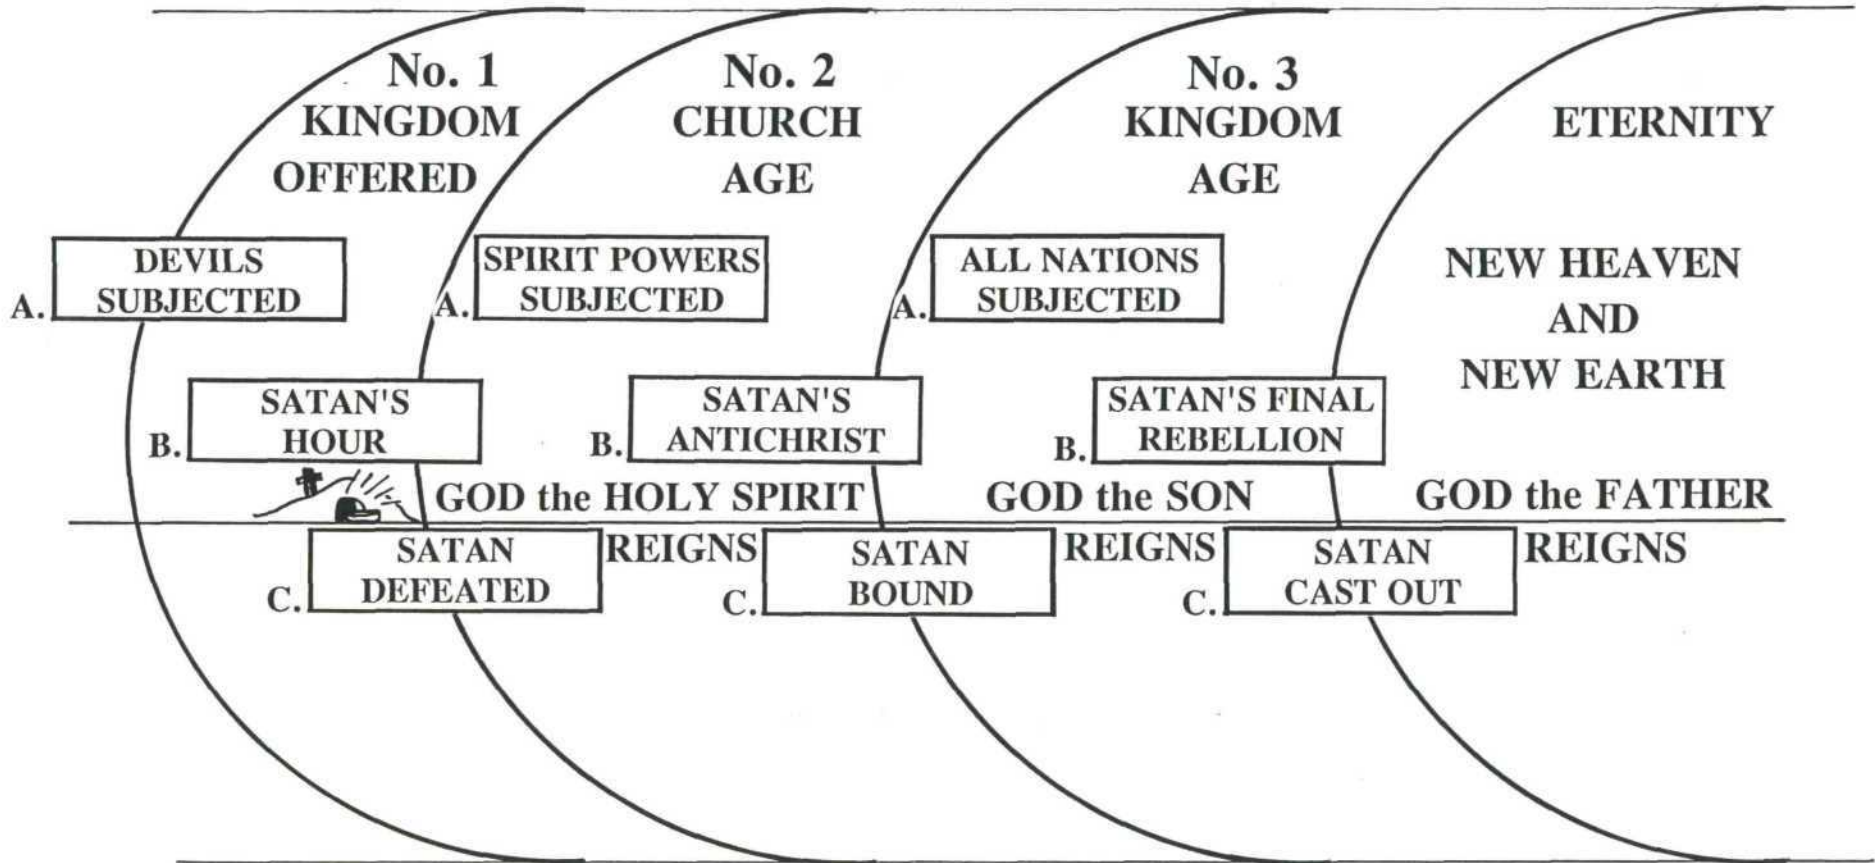 No. 1
KINGDOM
OFFERED
A.
DEVILS
SUBJECTED
B.
SATAN'S
HOUR
C.
SATAN
DEFEATED
No. 2
CHURCH
AGE
A.
SPIRIT POWERS
SUBJECTED
B.
SATAN'S
ANTICHRIST
GOD the HOLY SPIRIT
REIGNS
C.
SATAN
BOUND
No. 3
KINGDOM
AGE
A.
ALL NATIONS
SUBJECTED
B.
SATAN'S FINAL
REBELLION
GOD the SON
REIGNS
C.
SATAN
CAST OUT
ETERNITY
NEW HEAVEN
AND
NEW EARTH
GOD the FATHER
REIGNS